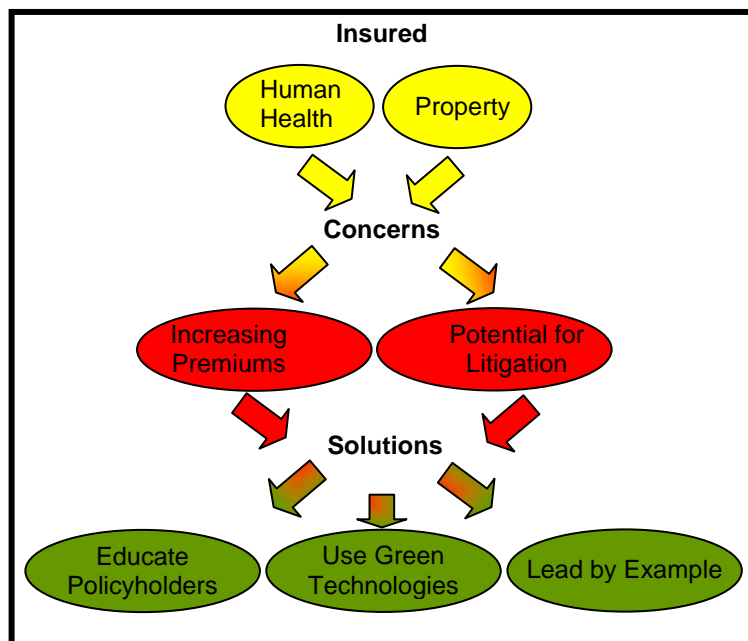 Insured
Human
Health
Property
Concerns
Increasing
Premiums
Potential for
Litigation
Solutions
Educate
Policyholders
Use Green
Technologies
Lead by Example